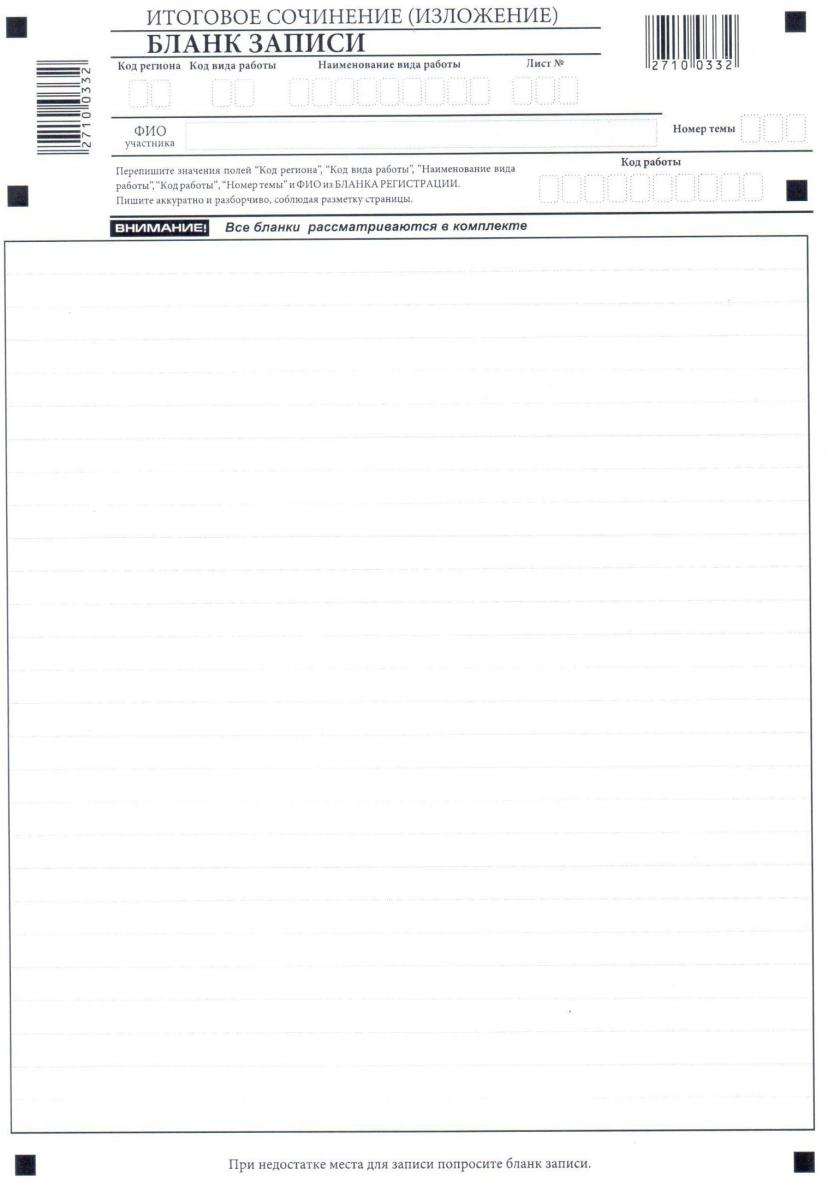 ИТОГОВОЕ СОЧИНЕНИЕ (ИЗЛОЖЕНИЕ)
БЛАНК ЗАПИСИ
2710 0332
2710 0332
Код региона Код вида работы Наименование вида работы Лист №
ФИО
участника
Номер темы
Код работы
Перепишите значения полей “Код региона”, “Код вида работы”, “Наименование вида
работы”, “Код работы”, “Номер темы” и ФИО из БЛАНКА РЕГИСТРАЦИИ.
Пишите аккуратно и разборчиво, соблюдая разметку страницы.
ВНИМАНИЕ! Все бланки рассматриваются в комплекте
При недостатке места для записи попросите бланк записи.